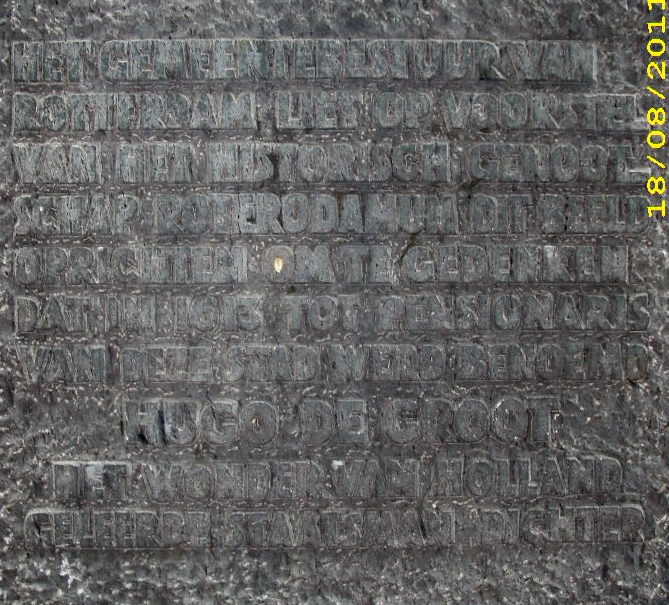 HET GEMEENTEBESTUUR VAN
ROTTERDAM LIET OP VOORSTEL
VAN HET HISTORISCH GENOOT-
SCHAP ROTERODAMUM DIT BEELD
OPRICHTEN OM TE GEDENKEN
DAT IN 1613 TOT PENSIONARIS
VAN DEZE STAD WERD BENOEMD
HUGO DE GROOT
HET WONDER VAN HOLLAND
GELEERDE STAATSMAN DICHTER
18/08/2011